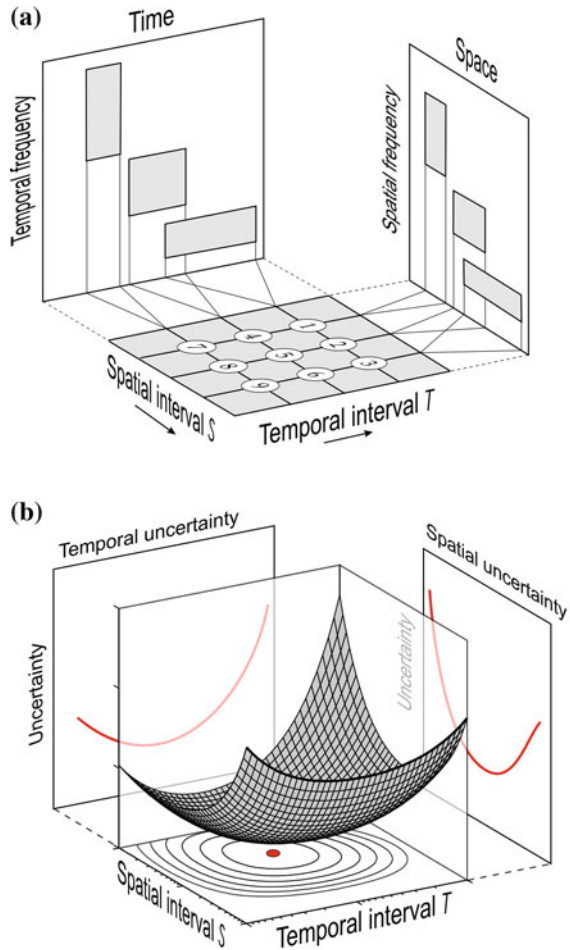 (a)
Time
Space
Temporal frequency
Spatial frequency
1
4
2
7
5
3
8
6
9
Spatial interval S
Temporal interval T
(b)
Temporal uncertainty
Spatial uncertainty
Uncertainty
Uncertainty
Spatial interval S
Temporal interval T